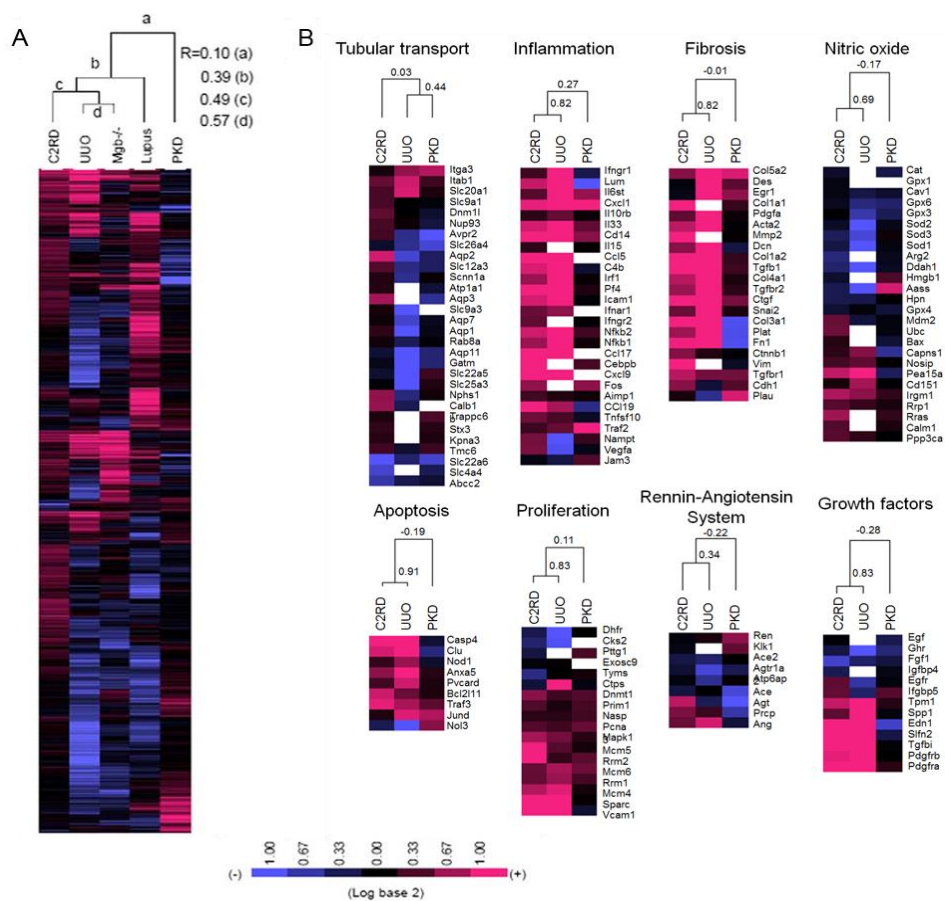 A
a
R=0.10 (a)
b
0.39 (b)
c
0.49 (c)
d
0.57 (d)
C2RD
UUO
Mgb-/-
Lupus
PKD
B
Tubular transport
0.03
0.44
C2RD
UUO
PKD
Itga3
Itab1
Slc20a1
Slc9a1
Dnm1l
Nup93
Avpr2
Slc26a4
Aqp2
Slc12a3
Scnn1a
Atp1a1
Aqp3
Slc9a3
Aqp7
Aqp1
Rab8a
Aqp11
Gatm
Slc22a5
Slc25a3
Nphs1
Calb1
Trappc6
Stx3
Kpna3
Tmc6
Slc22a6
Slc4a4
Abcc2
Inflammation
0.27
0.82
C2RD
UUO
PKD
Ifngr1
Lum
Il6st
Cxcl1
Il10rb
Il33
Cd14
Il15
Ccl5
C4b
Irf1
Pf4
Icam1
Ifnar1
Ifngr2
Nfkb2
Nfkb1
Ccl17
Cebpb
Cxcl9
Fos
Aimp1
CCl19
Tnfsf10
Traf2
Nampt
Vegfa
Jam3
Fibrosis
-0.01
0.82
C2RD
UUO
PKD
Col5a2
Des
Egr1
Col1a1
Pdgfa
Acta2
Mmp2
Dcn
Col1a2
Tgfb1
Col4a1
Tgfbr2
Ctgf
Snai2
Col3a1
Plat
Fn1
Ctnnb1
Vim
Tgfbr1
Cdh1
Plau
Nitric oxide
-0.17
0.69
C2RD
UUO
PKD
Cat
Gpx1
Cav1
Gpx6
Gpx3
Sod2
Sod3
Sod1
Arg2
Ddah1
Hmgb1
Aass
Hpn
Gpx4
Mdm2
Ubc
Bax
Capns1
Nosip
Pea15a
Cd151
Irgm1
Rrp1
Rras
Calm1
Ppp3ca
Apoptosis
-0.19
0.91
C2RD
UUO
PKD
Casp4
Clu
Nod1
Anxa5
Pvcard
Bcl2l11
Traf3
Jund
Nol3
Proliferation
0.11
0.83
C2RD
UUO
PKD
Dhfr
Cks2
Pttg1
Exosc9
Tyms
Ctps
Dnmt1
Prim1
Nasp
Pcna
Mapk1
3
Mcm5
Rrm2
Mcm6
Rrm1
Mcm4
Sparc
Vcam1
Rennin-Angiotensin
System
-0.22
0.34
C2RD
UUO
PKD
Ren
Klk1
Ace2
Agtr1a
Atp6ap
2
Ace
Agt
Prcp
Ang
Growth factors
-0.28
0.83
C2RD
UUO
PKD
Egf
Ghr
Fgf1
Igfbp4
Egfr
Ifgbp5
Tpm1
Spp1
Edn1
Slfn2
Tgfbi
Pdgfrb
Pdgfra
1.00 0.67 0.33 0.00 0.33 0.67 1.00
(-) (+)
(Log base 2)